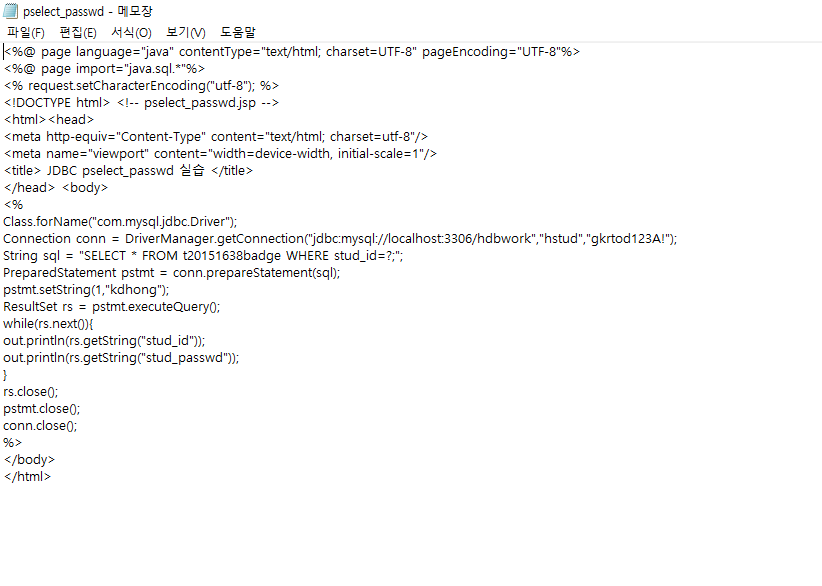 pselect_passwd - 메모장
파일(F) 편집(E) 서식(O) 보기(V) 도움말
<%@ page language="java" contentType="text/html; charset=UTF-8" pageEncoding="UTF-8"%>
<%@ page import="java.sql.*"%>
<% request.setCharacterEncoding("utf-8"); %>
<!DOCTYPE html> <!-- pselect_passwd.jsp -->
<html><head>
<meta http-equiv="Content-Type" content="text/html; charset=utf-8"/>
<meta name="viewport" content="width=device-width, initial-scale=1"/>
<title> JDBC pselect_passwd 실습 </title>
</head> <body>
<%
Class.forName("com.mysql.jdbc.Driver");
Connection conn = DriverManager.getConnection("jdbc:mysql://localhost:3306/hdbwork","hstud","gkrtod123A!");
String sql = "SELECT * FROM t20151638badge WHERE stud_id=?;";
PreparedStatement pstmt = conn.prepareStatement(sql);
pstmt.setString(1,"kdhong");
ResultSet rs = pstmt.executeQuery();
while(rs.next()){
out.println(rs.getString("stud_id"));
out.println(rs.getString("stud_passwd"));
}
rs.close();
pstmt.close();
conn.close();
%>
</body>
</html>